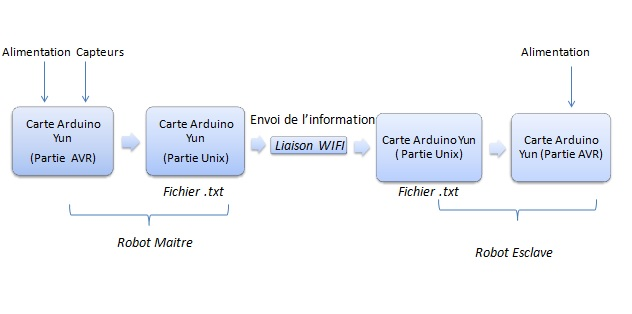 Alimentation Capteurs
Alimentation
Carte Arduino
Yun
(Partie AVR)
Carte Arduino
Yun
(Partie Unix)
Envoi de l'information
Liaison WIFI
Carte Arduino Yun
( Partie Unix)
Carte Arduino
Yun (Partie AVR)
Fichier .txt
Fichier .txt
Robot Maitre
Robot Esclave